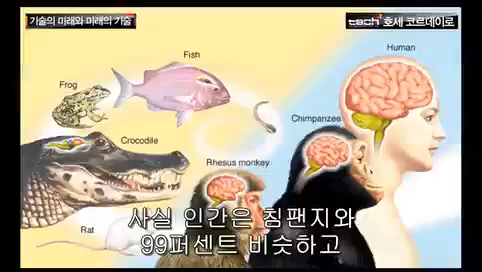 기술의 미래와 미래의 기술
tech+ 호세 코르데이로
Human
Fish
Frog
Chimpanzee
Crocodile
Rhesus monkey
Rat
사실 인간은 침팬지와
99퍼센트 비슷하고